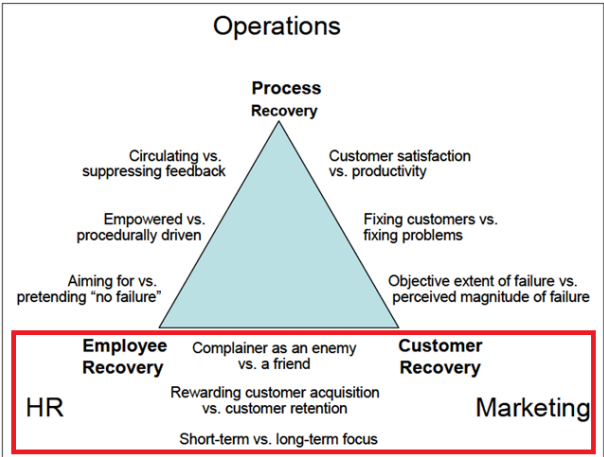 Operations
Process
Recovery
Circulating vs.
suppressing feedback
Customer satisfaction
vs. productivity
Empowered vs.
procedurally driven
Fixing customers vs.
fixing problems
Aiming for vs.
pretending “no failure”
Objective extent of failure vs.
perceived magnitude of failure
Employee
Recovery
Complainer as an enemy
vs. a friend
Customer
Recovery
HR
Rewarding customer acquisition
vs. customer retention
Marketing
Short-term vs. long-term focus